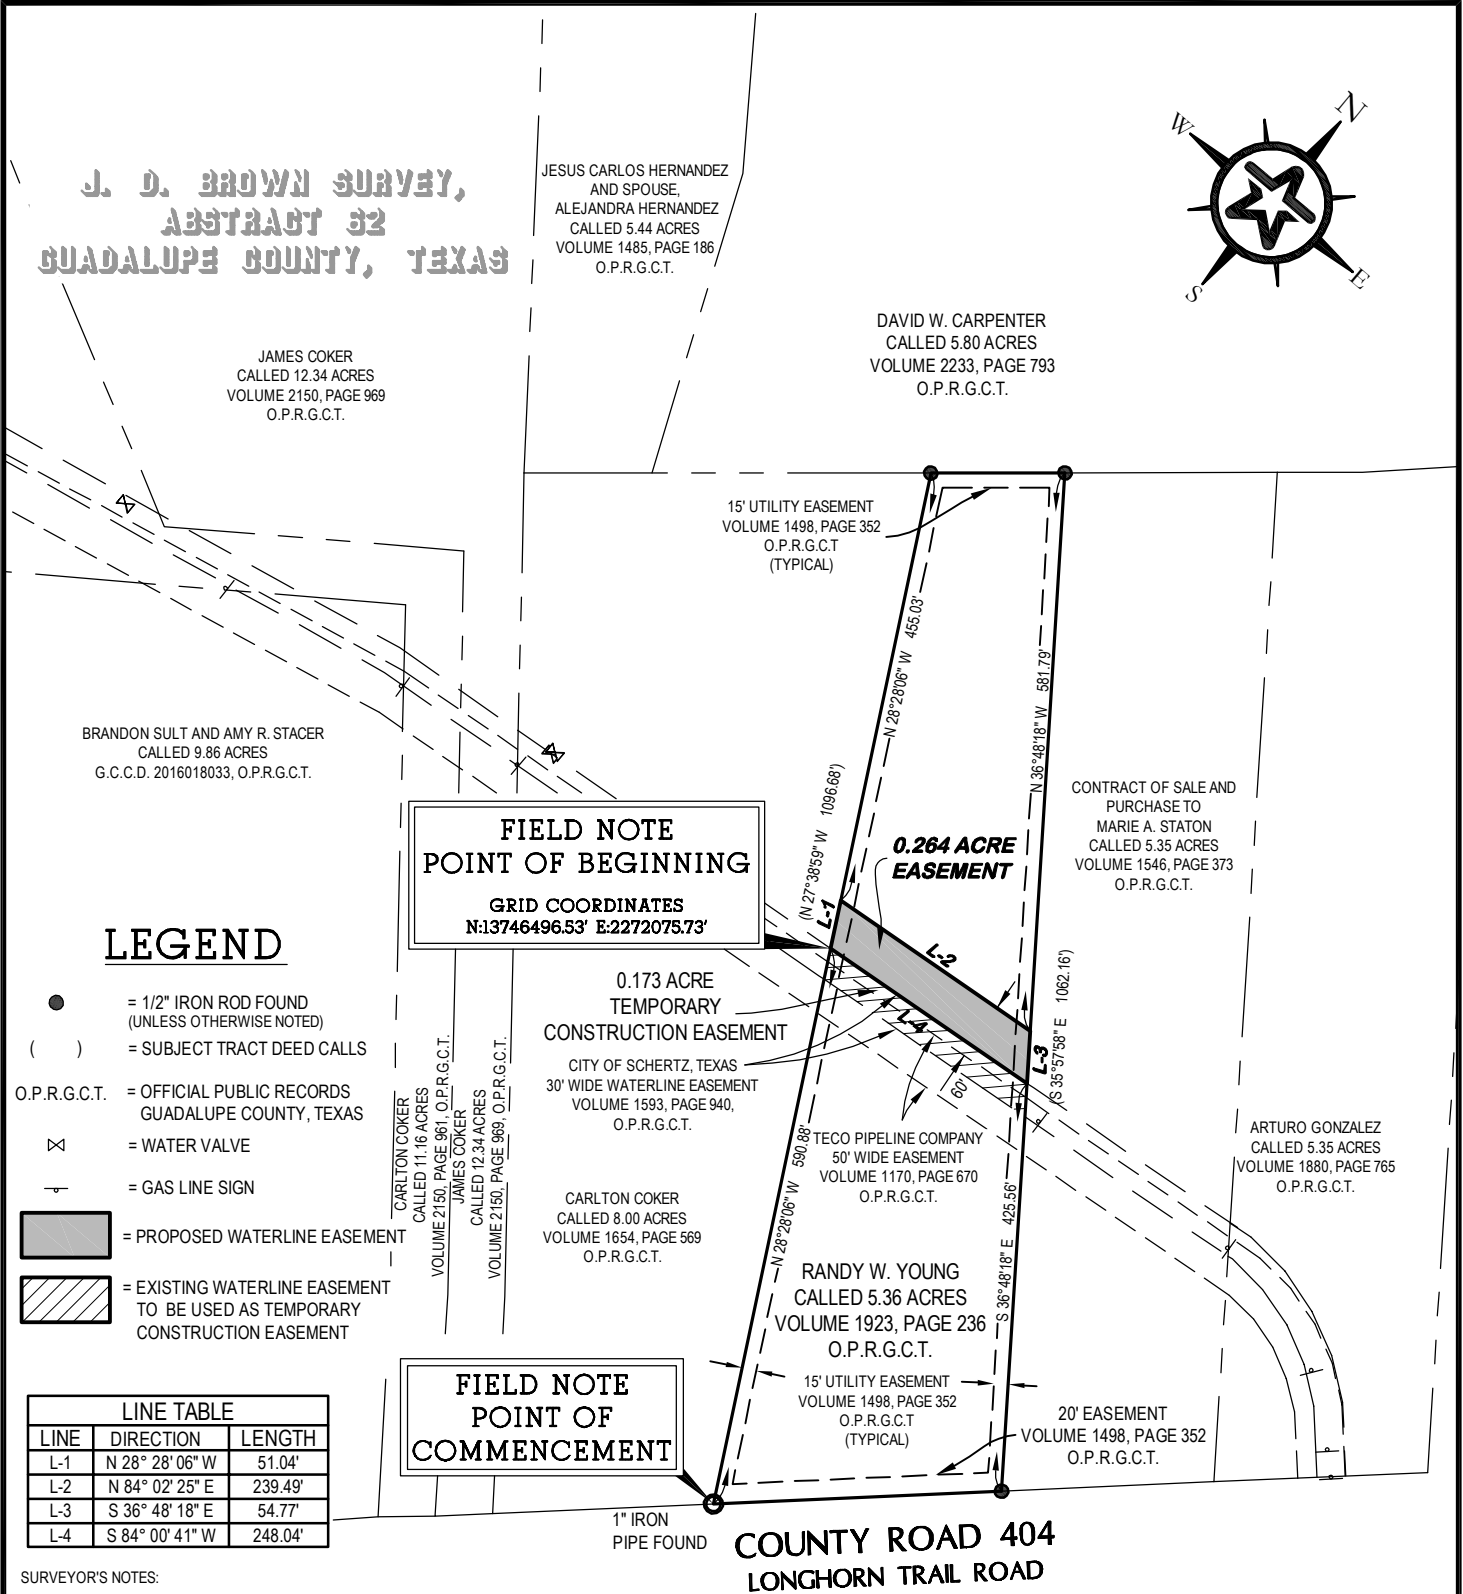 J. D. BROWN SURVEY,
ABSTRACT 62
GUADALUPE COUNTY, TEXAS
JESUS CARLOS HERNANDEZ
AND SPOUSE,
ALEJANDRA HERNANDEZ
CALLED 5.44 ACRES
VOLUME 1485, PAGE 186
O.P.R.G.C.T.
N
W
E
S
DAVID W. CARPENTER
CALLED 5.80 ACRES
VOLUME 2233, PAGE 793
O.P.R.G.C.T.
JAMES COKER
CALLED 12.34 ACRES
VOLUME 2150, PAGE 969
O.P.R.G.C.T.
15' UTILITY EASEMENT
VOLUME 1498, PAGE 352
O.P.R.G.C.T
(TYPICAL)
N 28°28'06" W 455.03'
N 36°48'18" W 581.79'
BRANDON SULT AND AMY R. STACER
CALLED 9.86 ACRES
G.C.C.D. 2016018033, O.P.R.G.C.T.
CONTRACT OF SALE AND
PURCHASE TO
MARIE A. STATON
CALLED 5.35 ACRES
VOLUME 1546, PAGE 373
O.P.R.G.C.T.
FIELD NOTE
POINT OF BEGINNING
GRID COORDINATES
N:13746496.53' E:2272075.73'
(N 27°38'59" W 1096.68')
0.264 ACRE
EASEMENT
L-1
L-2
L-3
L-4
(S 35°57'58" E 1062.16')
0.173 ACRE
TEMPORARY
CONSTRUCTION EASEMENT
CITY OF SCHERTZ, TEXAS
30' WIDE WATERLINE EASEMENT
VOLUME 1593, PAGE 940,
O.P.R.G.C.T.
60'
TECO PIPELINE COMPANY
50' WIDE EASEMENT
VOLUME 1170, PAGE 670
O.P.R.G.C.T.
ARTURO GONZALEZ
CALLED 5.35 ACRES
VOLUME 1880, PAGE 765
O.P.R.G.C.T.
LEGEND
= 1/2" IRON ROD FOUND
(UNLESS OTHERWISE NOTED)
( ) = SUBJECT TRACT DEED CALLS
O.P.R.G.C.T. = OFFICIAL PUBLIC RECORDS
GUADALUPE COUNTY, TEXAS
= WATER VALVE
= GAS LINE SIGN
= PROPOSED WATERLINE EASEMENT
= EXISTING WATERLINE EASEMENT
TO BE USED AS TEMPORARY
CONSTRUCTION EASEMENT
CARLTON COKER
CALLED 11.16 ACRES
VOLUME 2150, PAGE 961, O.P.R.G.C.T.
JAMES COKER
CALLED 12.34 ACRES
VOLUME 2150, PAGE 969, O.P.R.G.C.T.
CARLTON COKER
CALLED 8.00 ACRES
VOLUME 1654, PAGE 569
O.P.R.G.C.T.
N 28°28'06" W 590.88'
S 36°48'18" E 425.56'
RANDY W. YOUNG
CALLED 5.36 ACRES
VOLUME 1923, PAGE 236
O.P.R.G.C.T.
15' UTILITY EASEMENT
VOLUME 1498, PAGE 352
O.P.R.G.C.T
(TYPICAL)
20' EASEMENT
VOLUME 1498, PAGE 352
O.P.R.G.C.T.
FIELD NOTE
POINT OF
COMMENCEMENT
LINE TABLE
LINE DIRECTION LENGTH
L-1 N 28° 28' 06" W 51.04'
L-2 N 84° 02' 25" E 239.49'
L-3 S 36° 48' 18" E 54.77'
L-4 S 84° 00' 41" W 248.04'
1" IRON
PIPE FOUND
COUNTY ROAD 404
LONGHORN TRAIL ROAD
SURVEYOR'S NOTES: